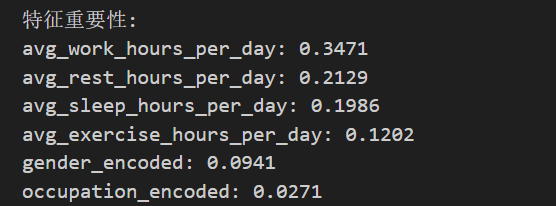 特征重要性:
avg_work_hours_per_day: 0.3471
avg_rest_hours_per_day: 0.2129
avg_sleep_hours_per_day: 0.1986
avg_exercise_hours_per_day: 0.1202
gender_encoded: 0.0941
occupation_encoded: 0.0271